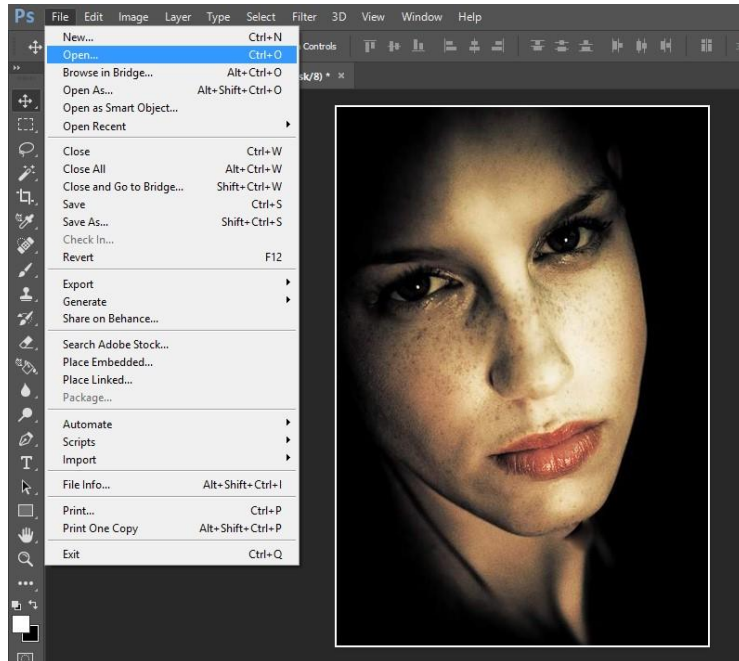 Ps File Edit Image Layer Type Select Filter 3D View Window Help
New... Ctrl+N
Open... Ctrl+O
Controls
Browse in Bridge... Alt+Ctrl+O
sk/8) * ×
Open As... Alt+Shift+Ctrl+O
Open as Smart Object...
Open Recent
Close Ctrl+W
Close All Alt+Ctrl+W
Close and Go to Bridge... Shift+Ctrl+W
Save Ctrl+S
Save As... Shift+Ctrl+S
Check In...
Revert F12
Export
Generate
Share on Behance...
Search Adobe Stock...
Place Embedded...
Place Linked...
Package...
Automate
Scripts
Import
File Info... Alt+Shift+Ctrl+I
Print... Ctrl+P
Print One Copy Alt+Shift+Ctrl+P
Exit Ctrl+Q